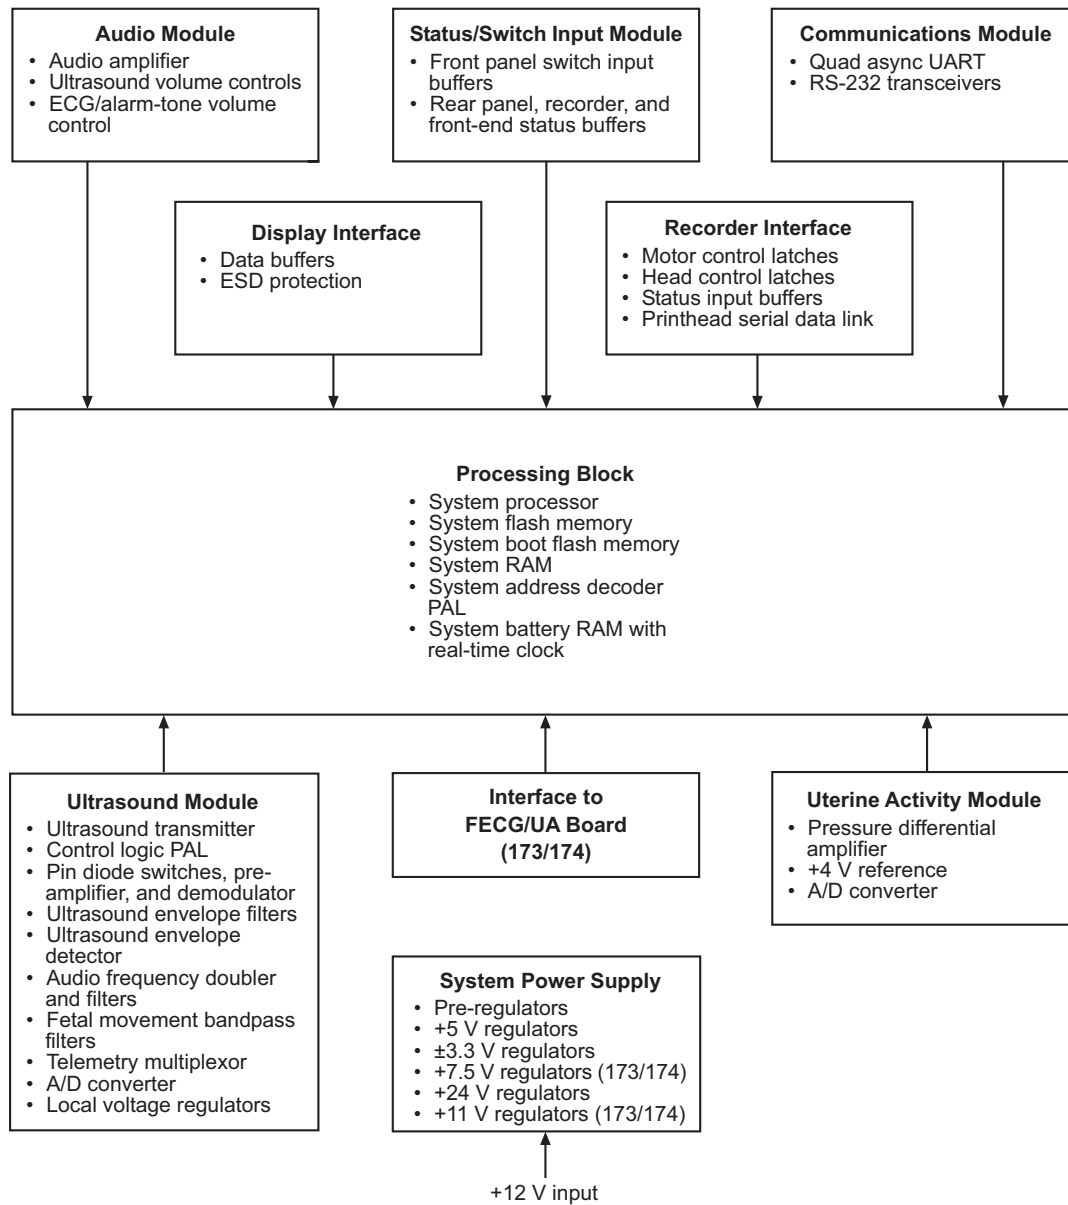 Audio Module
• Audio amplifier
• Ultrasound volume controls
• ECG/alarm-tone volume
control
Status/Switch Input Module
• Front panel switch input
buffers
• Rear panel, recorder, and
front-end status buffers
Communications Module
• Quad async UART
• RS-232 transceivers
Display Interface
• Data buffers
• ESD protection
Recorder Interface
• Motor control latches
• Head control latches
• Status input buffers
• Printhead serial data link
Processing Block
• System processor
• System flash memory
• System boot flash memory
• System RAM
• System address decoder
PAL
• System battery RAM with
real-time clock
Ultrasound Module
• Ultrasound transmitter
• Control logic PAL
• Pin diode switches, pre-
amplifier, and demodulator
• Ultrasound envelope filters
• Ultrasound envelope
detector
• Audio frequency doubler
and filters
• Fetal movement bandpass
filters
• Telemetry multiplexor
• A/D converter
• Local voltage regulators
Interface to
FECG/UA Board
(173/174)
Uterine Activity Module
• Pressure differential
amplifier
• +4 V reference
• A/D converter
System Power Supply
• Pre-regulators
• +5 V regulators
• ±3.3 V regulators
• +7.5 V regulators (173/174)
• +24 V regulators
• +11 V regulators (173/174)
+12 V input